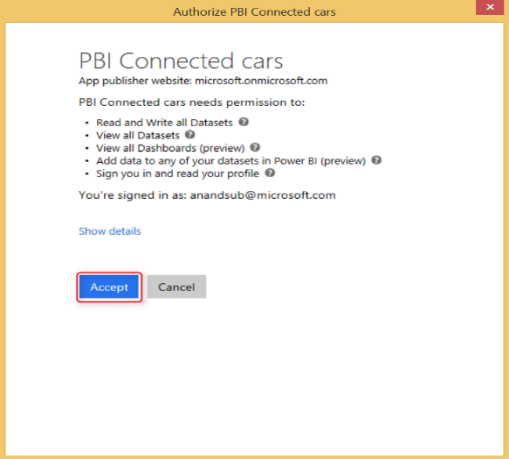 Authorize PBI Connected cars
×
PBI Connected cars
App publisher website: microsoft.onmicrosoft.com
PBI Connected cars needs permission to:
• Read and Write all Datasets ?
• View all Datasets ?
• View all Dashboards (preview) ?
• Add data to any of your datasets in Power BI (preview) ?
• Sign you in and read your profile ?
You're signed in as: anandsub@microsoft.com
Show details
Accept Cancel